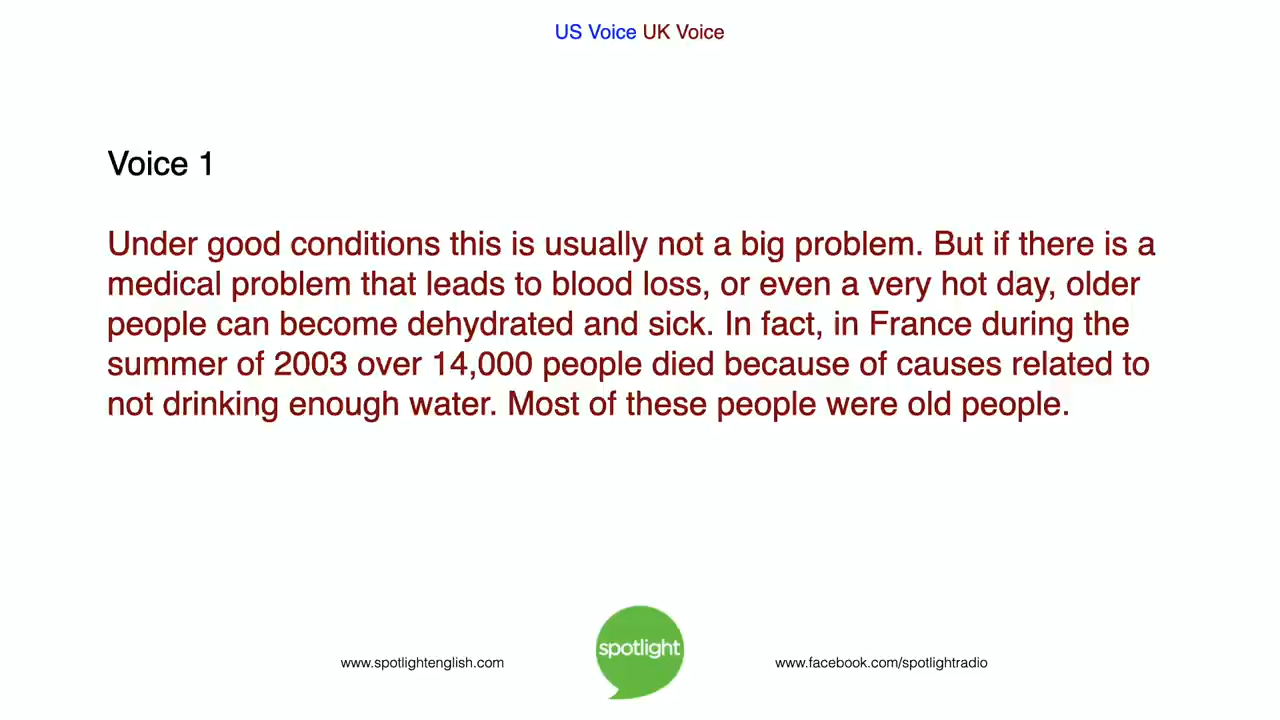 US Voice UK Voice
Voice 1
Under good conditions this is usually not a big problem. But if there is a
medical problem that leads to blood loss, or even a very hot day, older
people can become dehydrated and sick. In fact, in France during the
summer of 2003 over 14,000 people died because of causes related to
not drinking enough water. Most of these people were old people.
www.spotlightenglish.com
spotlight
www.facebook.com/spotlightradio